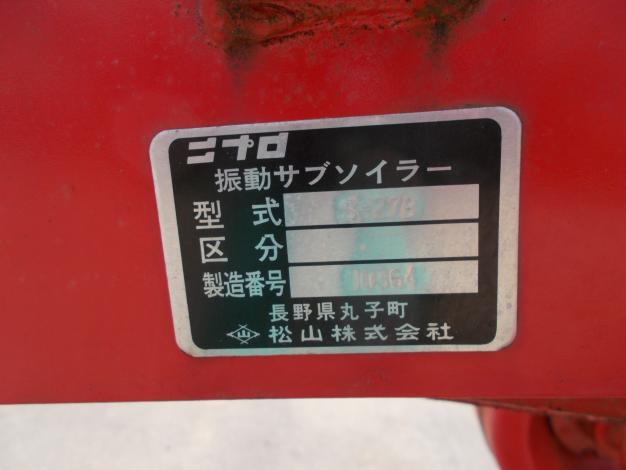 ニプロ
振動サブソイラー
型式
区分
製造番号
長野県丸子町
松山株式会社